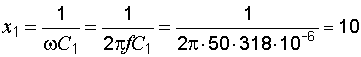 x₁ = 1/(ωC₁) = 1/(2πfC₁) = 1/(2π·50·318·10⁻⁶) = 10